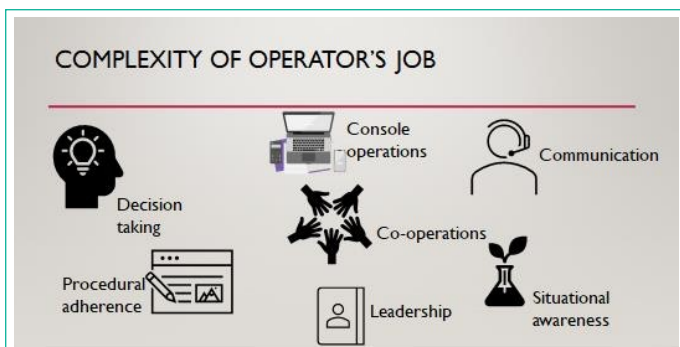 COMPLEXITY OF OPERATOR'S JOB
Decision
taking
Console
operations
Communication
Co-operations
Procedural
adherence
Leadership
Situational
awareness